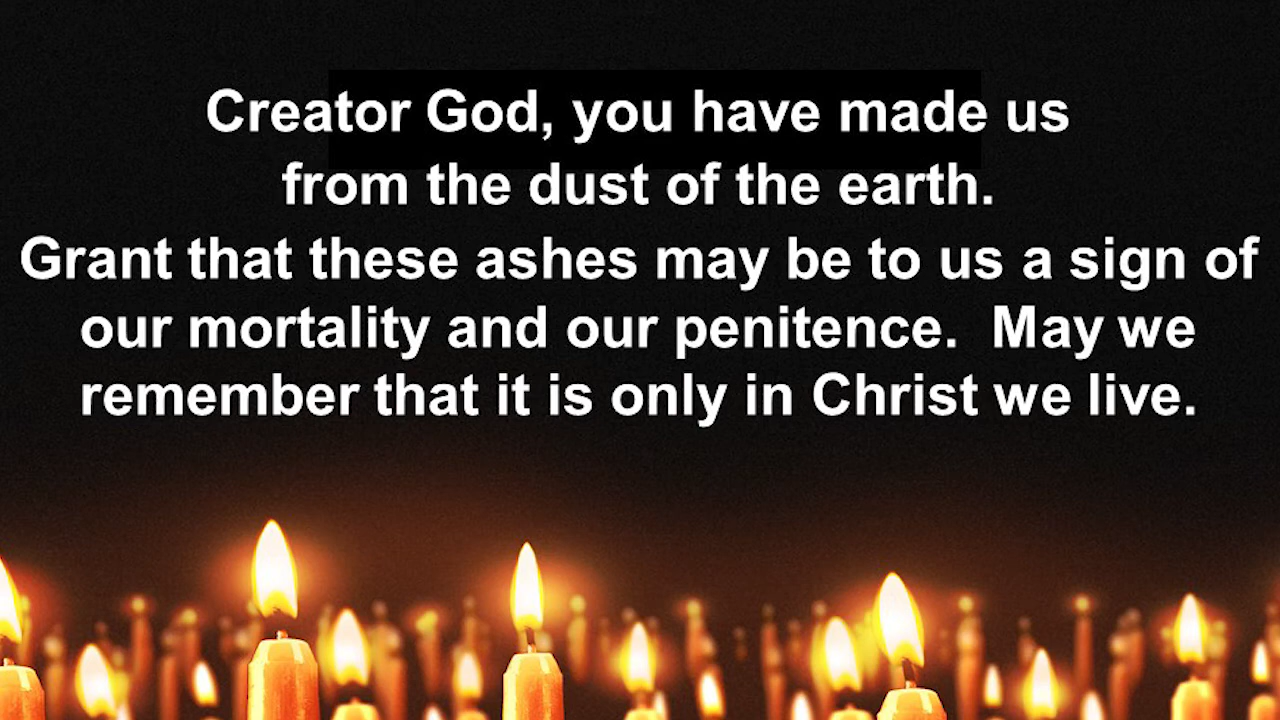 Creator God, you have made us
from the dust of the earth.
Grant that these ashes may be to us a sign of
our mortality and our penitence.  May we
remember that it is only in Christ we live.